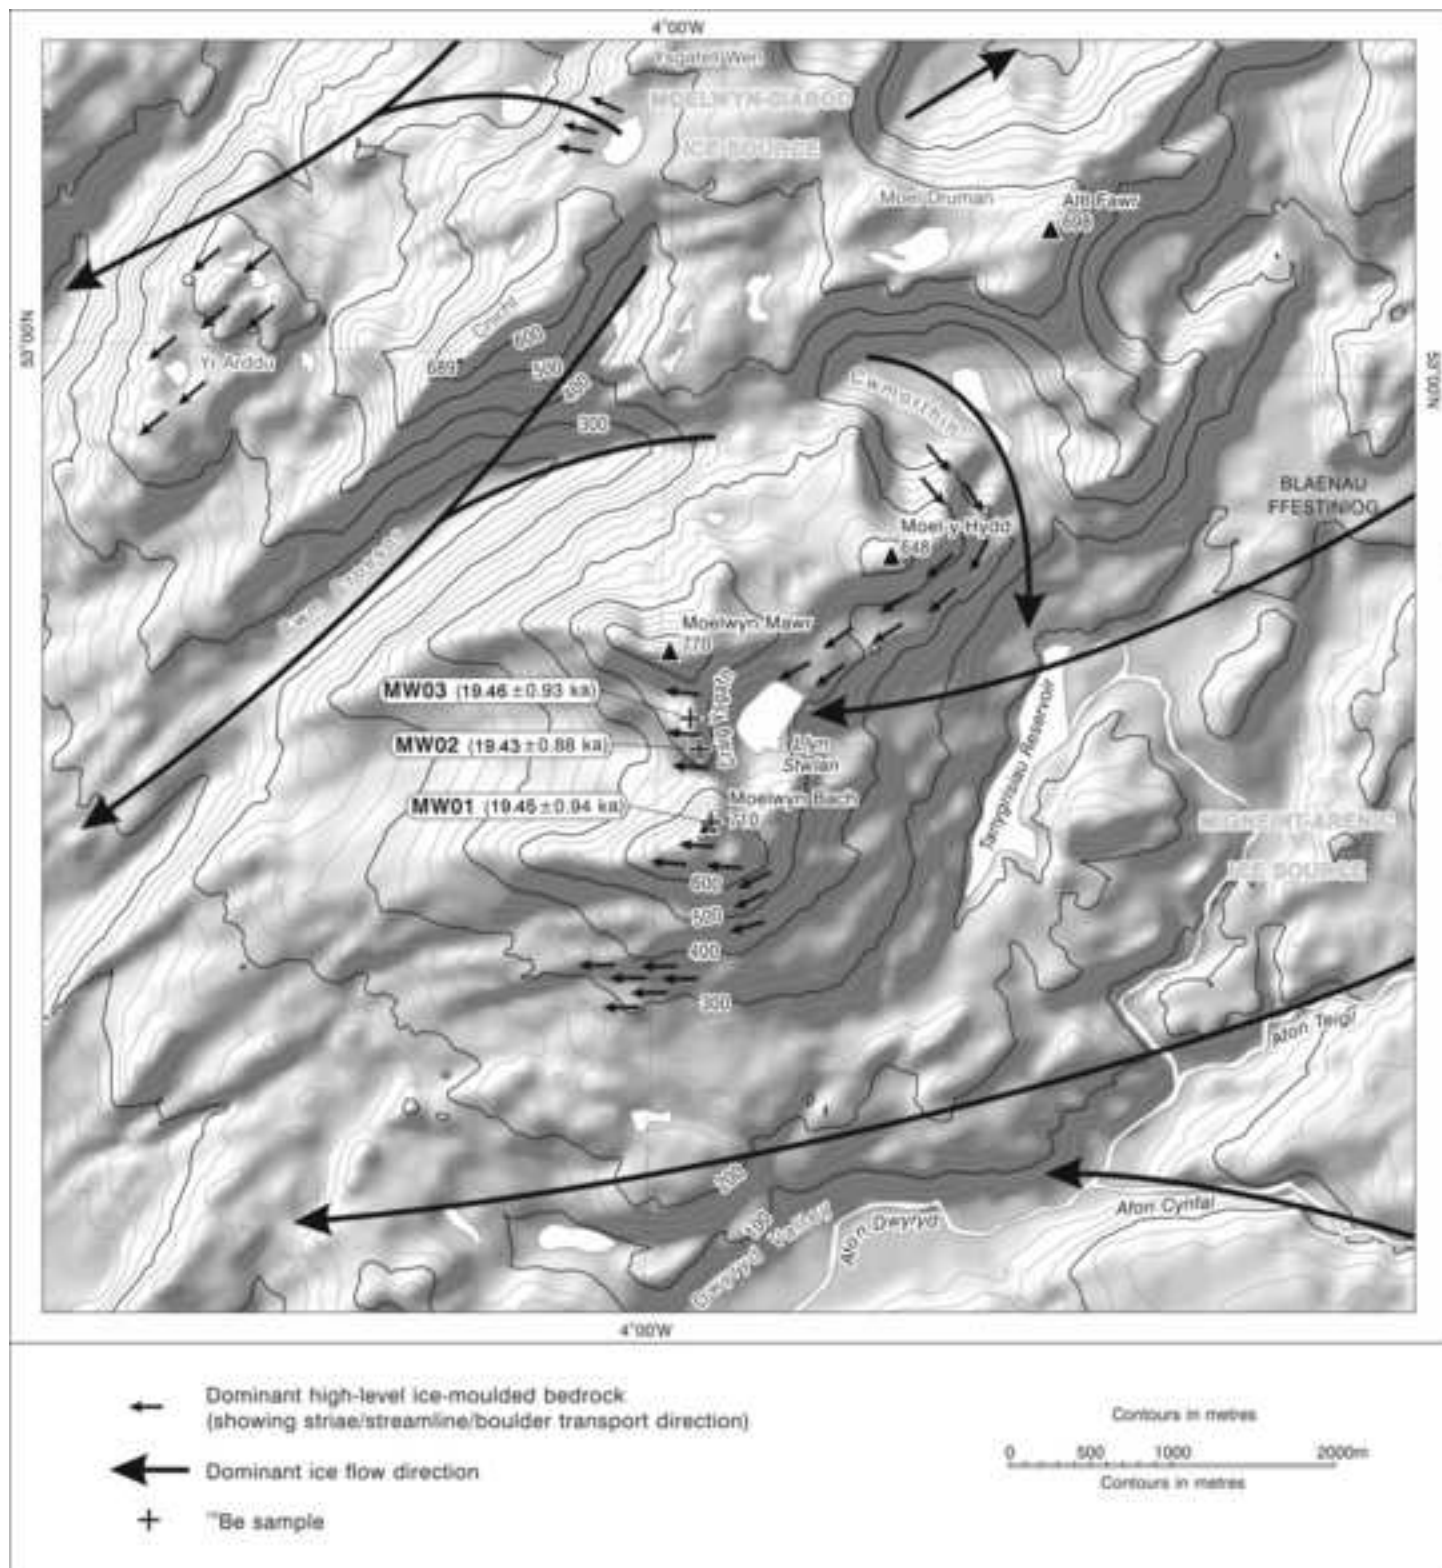 4°00'W
Ysgafell Wen
MOELWYN-SIABOD
ICE SOURCE
Moel Druman
Allt Fawr
698
53°00'N
53°00'N
Cnicht
600
689
500
400
300
Yr Arddu
Cwmorthin
BLAENAU
FFESTINIOG
Moel y Hydd
648
Moelwyn Mawr
770
MW03 (19.46±0.93 ka)
MW02 (19.43±0.88 ka)
MW01 (19.45±0.94 ka)
Llyn
Stwlan
Moelwyn Bach
710
Tanygrisiau Reservoir
ICE SOURCE
600
500
400
300
Afon Teigl
200
100
Dwyryd Valley
Afon Dwyryd
Afon Cynfal
4°00'W
Dominant high-level ice-moulded bedrock
(showing striae/streamline/boulder transport direction)
Dominant ice flow direction
¹⁰Be sample
Contours in metres
0 500 1000 2000m
Contours in metres